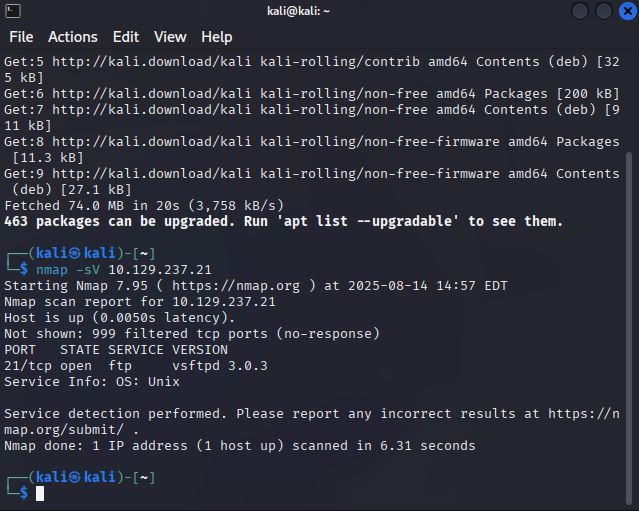 kali@kali: ~
File Actions Edit View Help
Get:5 http://kali.download/kali kali-rolling/contrib amd64 Contents (deb) [32
5 kB]
Get:6 http://kali.download/kali kali-rolling/non-free amd64 Packages [200 kB]
Get:7 http://kali.download/kali kali-rolling/non-free amd64 Contents (deb) [9
11 kB]
Get:8 http://kali.download/kali kali-rolling/non-free-firmware amd64 Packages
[11.3 kB]
Get:9 http://kali.download/kali kali-rolling/non-free-firmware amd64 Contents
(deb) [27.1 kB]
Fetched 74.0 MB in 20s (3,758 kB/s)
463 packages can be upgraded. Run 'apt list --upgradable' to see them.
┌──(kali㉿kali)-[~]
└─$ nmap -sV 10.129.237.21
Starting Nmap 7.95 ( https://nmap.org ) at 2025-08-14 14:57 EDT
Nmap scan report for 10.129.237.21
Host is up (0.0050s latency).
Not shown: 999 filtered tcp ports (no-response)
PORT   STATE SERVICE VERSION
21/tcp open  ftp     vsftpd 3.0.3
Service Info: OS: Unix
Service detection performed. Please report any incorrect results at https://n
map.org/submit/ .
Nmap done: 1 IP address (1 host up) scanned in 6.31 seconds
┌──(kali㉿kali)-[~]
└─$